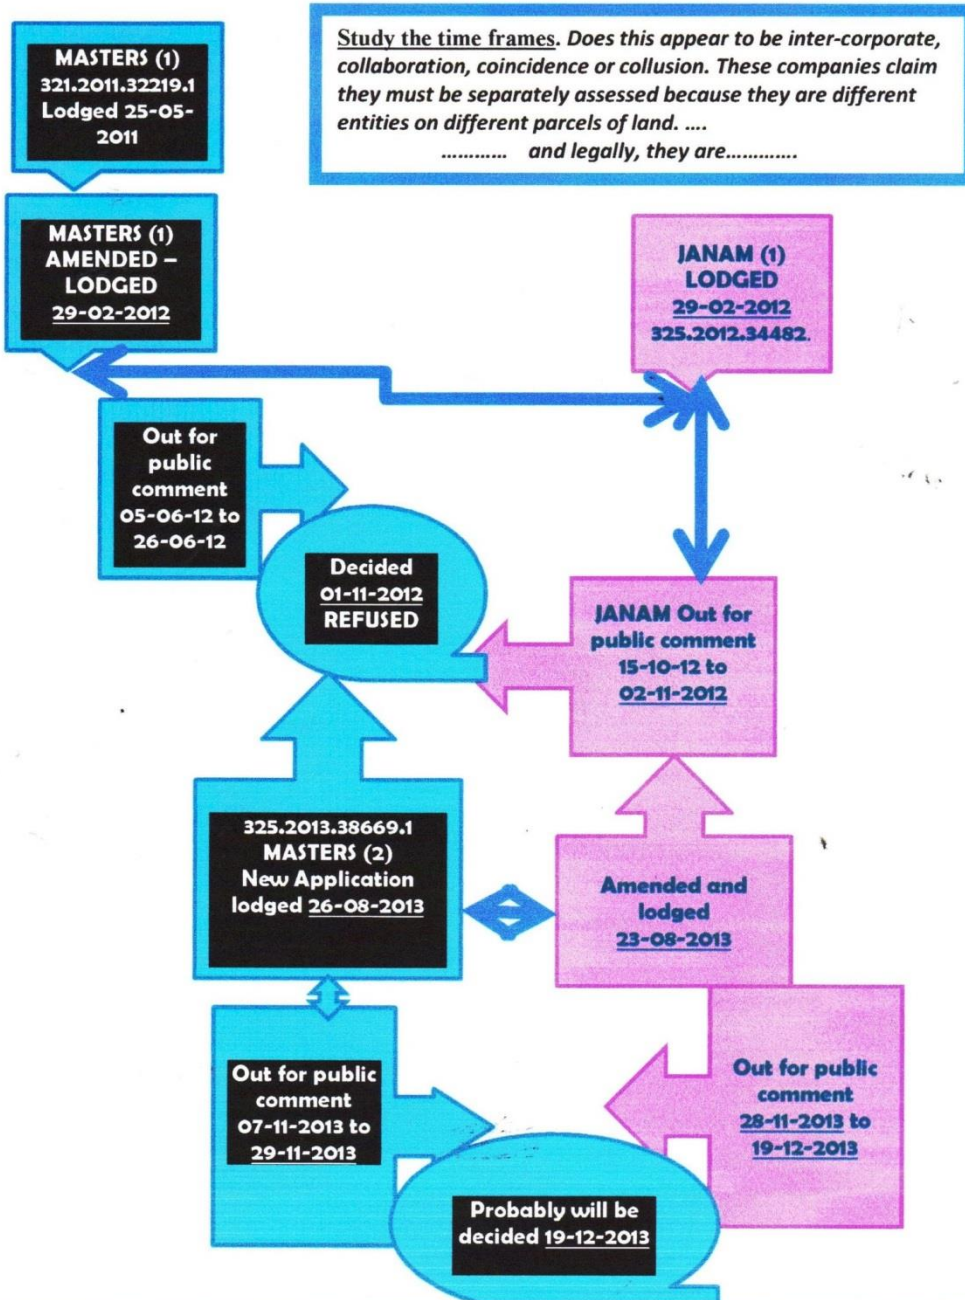 Study the time frames. Does this appear to be inter-corporate,
collaboration, coincidence or collusion. These companies claim
they must be separately assessed because they are different
entities on different parcels of land. ....
............ and legally, they are.............
MASTERS (1)
321.2011.32219.1
Lodged 25-05-
2011
MASTERS (1)
AMENDED –
LODGED
29-02-2012
JANAM (1)
LODGED
29-02-2012
325.2012.34482.
Out for
public
comment
05-06-12 to
26-06-12
Decided
01-11-2012
REFUSED
JANAM Out for
public comment
15-10-12 to
02-11-2012
325.2013.38669.1
MASTERS (2)
New Application
lodged 26-08-2013
Amended and
lodged
23-08-2013
Out for public
comment
07-11-2013 to
29-11-2013
Out for public
comment
28-11-2013 to
19-12-2013
Probably will be
decided 19-12-2013